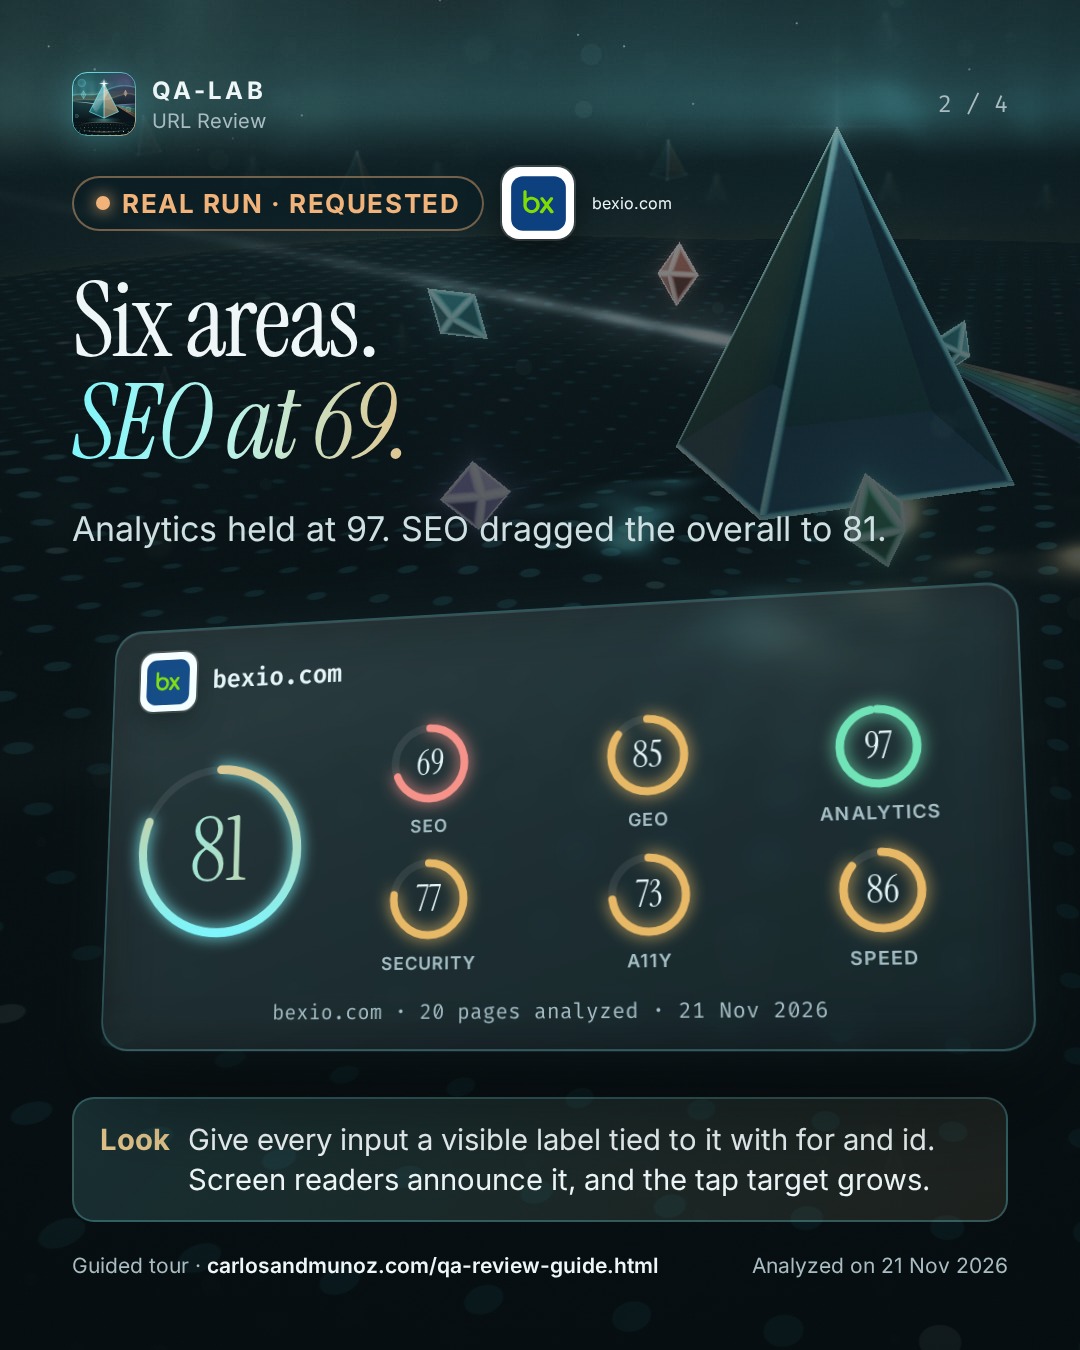 QA-LAB
URL Review
2 / 4
REAL RUN · REQUESTED
bx
bexio.com
Six areas.
SEO at 69.
Analytics held at 97. SEO dragged the overall to 81.
bx
bexio.com
81
69
SEO
85
GEO
97
ANALYTICS
77
SECURITY
73
A11Y
86
SPEED
bexio.com · 20 pages analyzed · 21 Nov 2026
Look
Give every input a visible label tied to it with for and id.
Screen readers announce it, and the tap target grows.
Guided tour · carlosandmunoz.com/qa-review-guide.html
Analyzed on 21 Nov 2026